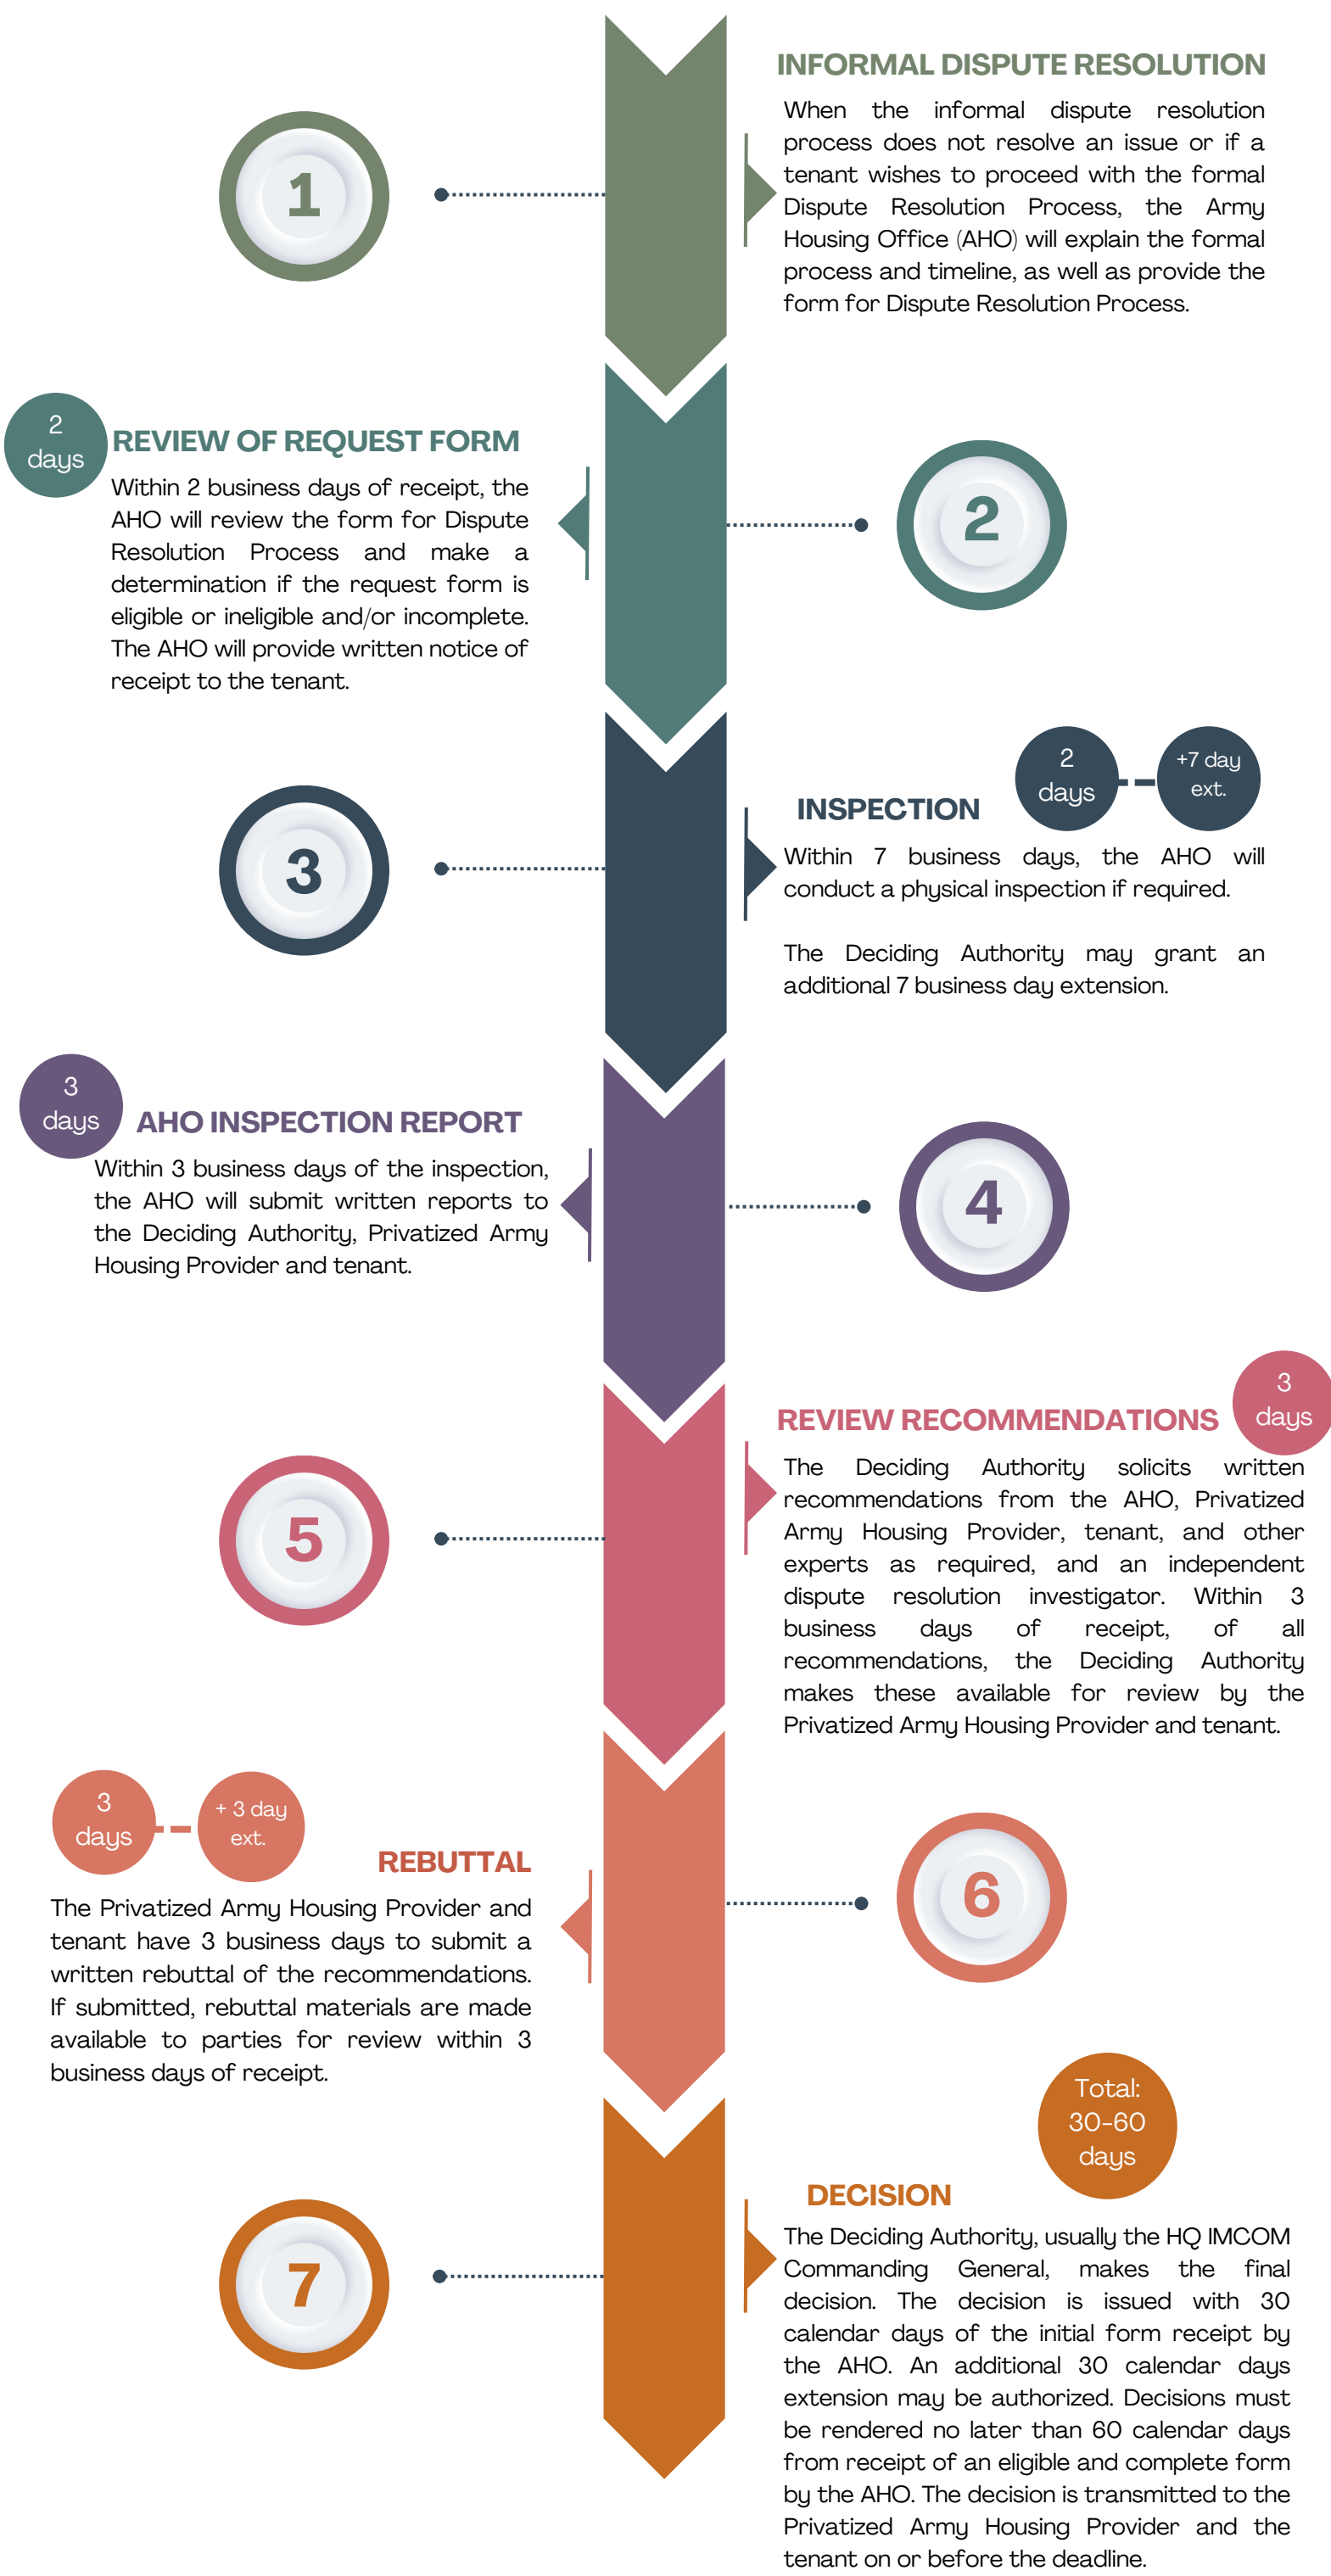 1
INFORMAL DISPUTE RESOLUTION
When the informal dispute resolution
process does not resolve an issue or if a
tenant wishes to proceed with the formal
Dispute Resolution Process, the Army
Housing Office (AHO) will explain the formal
process and timeline, as well as provide the
form for Dispute Resolution Process.
2
days
REVIEW OF REQUEST FORM
Within 2 business days of receipt, the
AHO will review the form for Dispute
Resolution Process and make a
determination if the request form is
eligible or ineligible and/or incomplete.
The AHO will provide written notice of
receipt to the tenant.
2
3
2
days
+7 day
ext.
INSPECTION
Within 7 business days, the AHO will
conduct a physical inspection if required.
The Deciding Authority may grant an
additional 7 business day extension.
3
days
AHO INSPECTION REPORT
Within 3 business days of the inspection,
the AHO will submit written reports to
the Deciding Authority, Privatized Army
Housing Provider and tenant.
4
5
3
days
REVIEW RECOMMENDATIONS
The Deciding Authority solicits written
recommendations from the AHO, Privatized
Army Housing Provider, tenant, and other
experts as required, and an independent
dispute resolution investigator. Within 3
business days of receipt, of all
recommendations, the Deciding Authority
makes these available for review by the
Privatized Army Housing Provider and tenant.
3
days
+ 3 day
ext.
REBUTTAL
The Privatized Army Housing Provider and
tenant have 3 business days to submit a
written rebuttal of the recommendations.
If submitted, rebuttal materials are made
available to parties for review within 3
business days of receipt.
6
7
Total:
30-60
days
DECISION
The Deciding Authority, usually the HQ IMCOM
Commanding General, makes the final
decision. The decision is issued with 30
calendar days of the initial form receipt by
the AHO. An additional 30 calendar days
extension may be authorized. Decisions must
be rendered no later than 60 calendar days
from receipt of an eligible and complete form
by the AHO. The decision is transmitted to the
Privatized Army Housing Provider and the
tenant on or before the deadline.